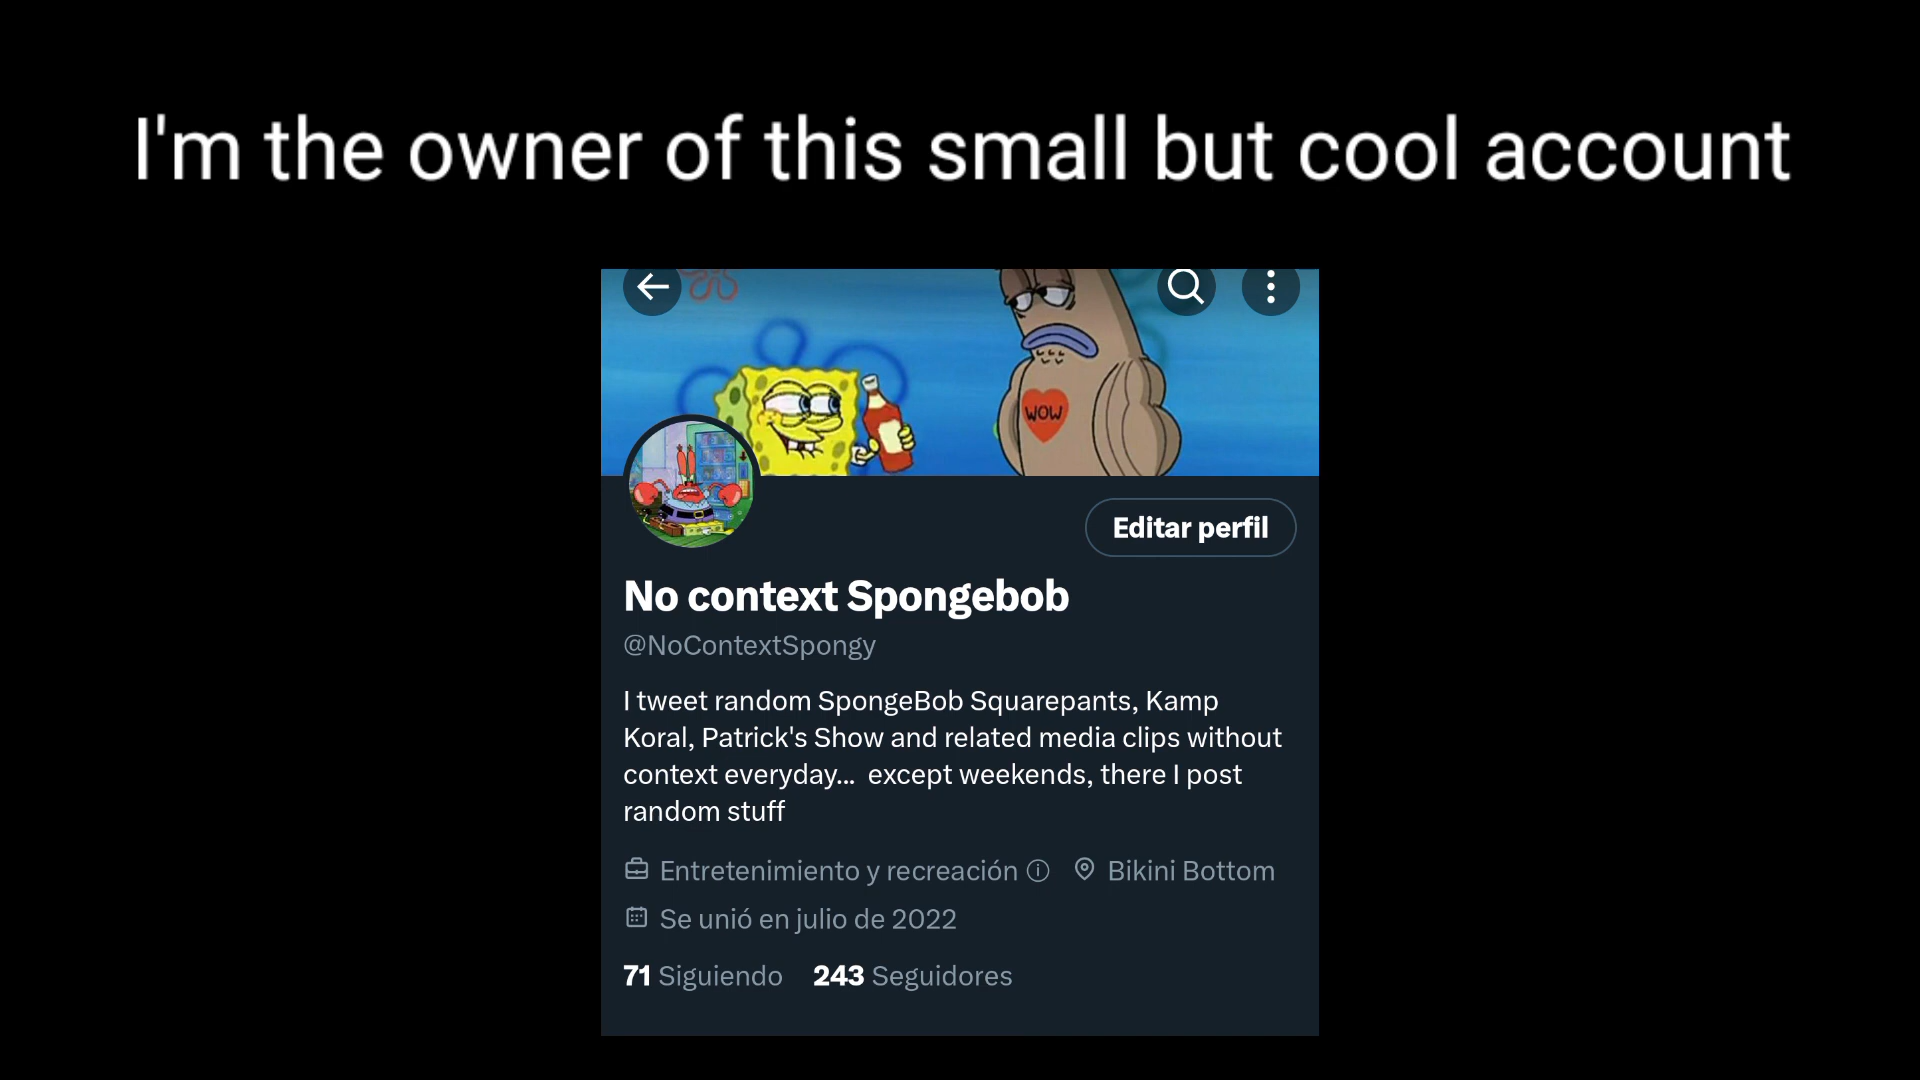 I'm the owner of this small but cool account
WOW
Editar perfil
No context Spongebob
@NoContextSpongy
I tweet random SpongeBob Squarepants, Kamp
Koral, Patrick's Show and related media clips without
context everyday...  except weekends, there I post
random stuff
Entretenimiento y recreación Bikini Bottom
Se unió en julio de 2022
71 Siguiendo 243 Seguidores